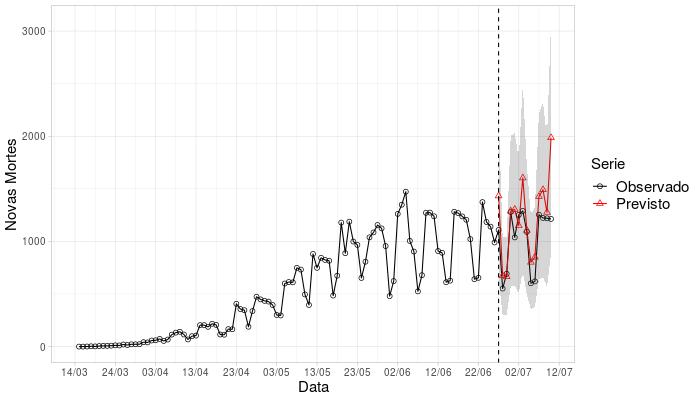 3000
2000
1000
0
Novas Mortes
14/03 24/03 03/04 13/04 23/04 03/05 13/05 23/05 02/06 12/06 22/06 02/07 12/07
Data
Serie
Observado
Previsto